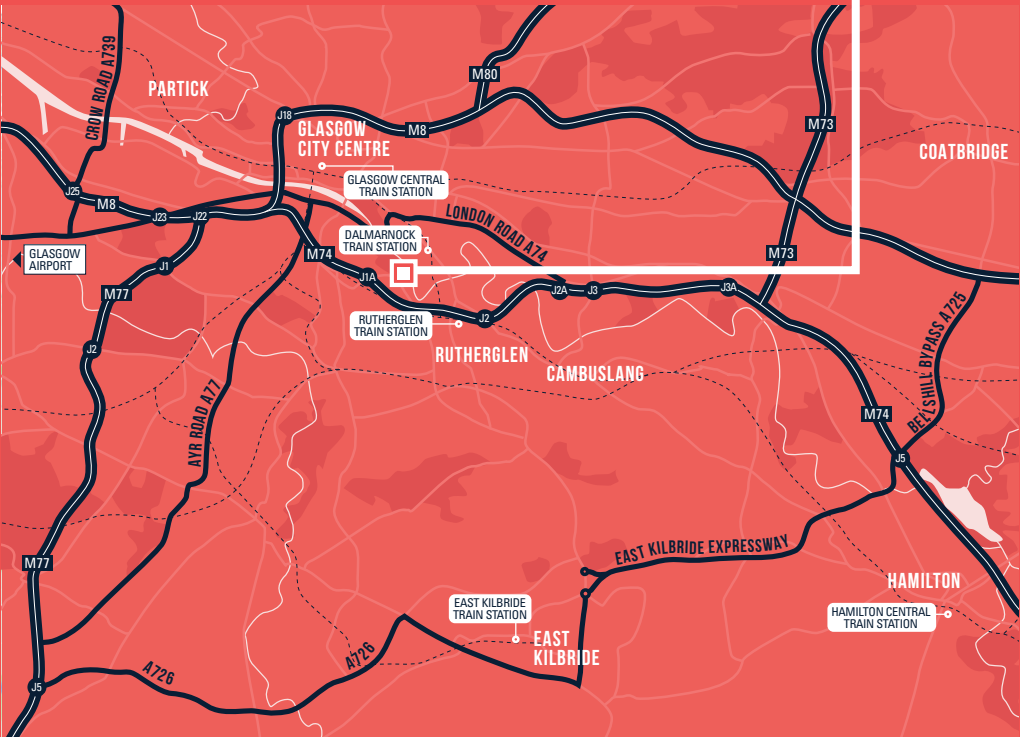 CROW ROAD A739
PARTICK
M80
J18
M8
GLASGOW
CITY CENTRE
M73
COATBRIDGE
GLASGOW CENTRAL
TRAIN STATION
J25
M8
J23
J22
LONDON ROAD A74
DALMARNOCK
TRAIN STATION
M74
M73
GLASGOW
AIRPORT
J1
J1A
M77
J2A
J3
J3A
RUTHERGLEN
TRAIN STATION
J2
BELLSHILL BYPASS A725
J2
RUTHERGLEN
CAMBUSLANG
AYR ROAD A77
M74
J5
M77
EAST KILBRIDE EXPRESSWAY
HAMILTON
EAST KILBRIDE
TRAIN STATION
HAMILTON CENTRAL
TRAIN STATION
EAST
KILBRIDE
A726
A726
J5